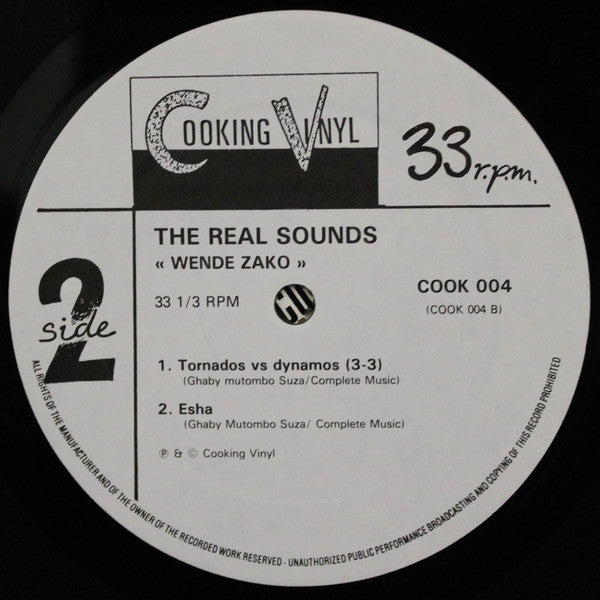 COOKING VINYL
33 r.p.m.
THE REAL SOUNDS
« WENDE ZAKO »
33 1/3 RPM
COOK 004
(COOK 004 B)
side 2
1. Tornados vs dynamos (3-3)
(Ghaby mutombo Suza/Complete Music)
2. Esha
(Ghaby Mutombo Suza/ Complete Music)
℗ & © Cooking Vinyl
ALL RIGHTS OF THE MANUFACTURER AND OF THE OWNER OF THE RECORDED WORK RESERVED - UNAUTHORIZED PUBLIC PERFORMANCE BROADCASTING AND COPYING OF THIS RECORD PROHIBITED